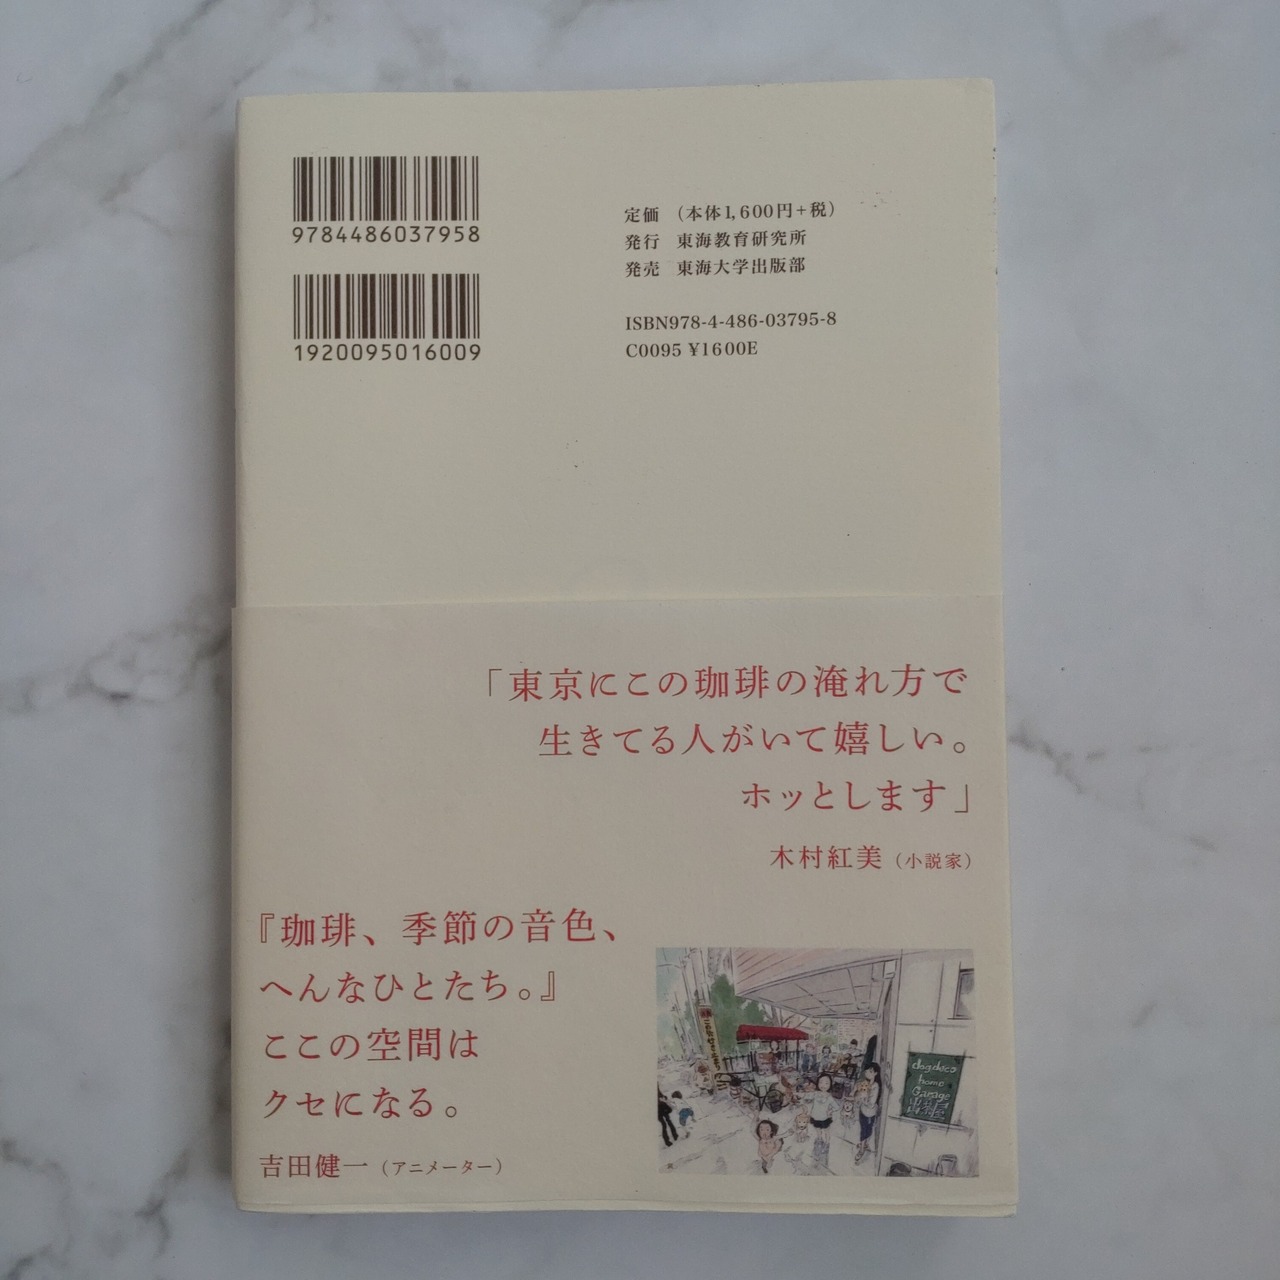 9784486037958
1920095016009
定価 （本体1,600円＋税）
発行 東海教育研究所
発売 東海大学出版部
ISBN978-4-486-03795-8
C0095 ¥1600E
「東京にこの珈琲の淹れ方で
生きてる人がいて嬉しい。
ホッとします」
木村紅美（小説家）
『珈琲、季節の音色、
へんなひとたち。』
ここの空間は
クセになる。
吉田健一（アニメーター）
dogdeco
home
Garage